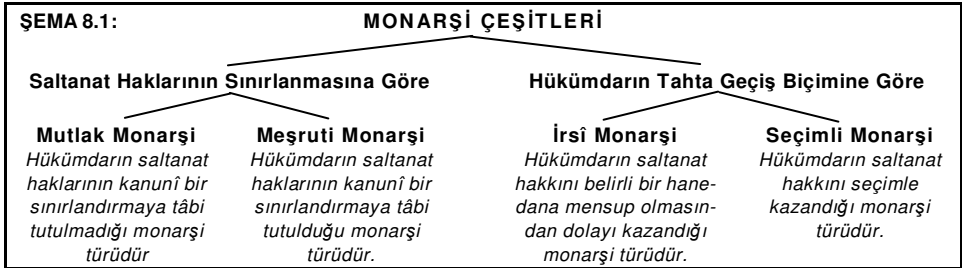 ŞEMA 8.1: MONARŞİ ÇEŞİTLERİ
Saltanat Haklarının Sınırlanmasına Göre
Hükümdarın Tahta Geçiş Biçimine Göre
Mutlak Monarşi
Hükümdarın saltanat
haklarının kanunî bir
sınırlandırmaya tâbi
tutulmadığı monarşi
türüdür
Meşruti Monarşi
Hükümdarın saltanat
haklarının kanunî bir
sınırlandırmaya tâbi
tutulduğu monarşi
türüdür.
İrsî Monarşi
Hükümdarın saltanat
hakkını belirli bir hane-
dana mensup olmasın-
dan dolayı kazandığı
monarşi türüdür.
Seçimli Monarşi
Hükümdarın saltanat
hakkını seçimle
kazandığı monarşi
türüdür.